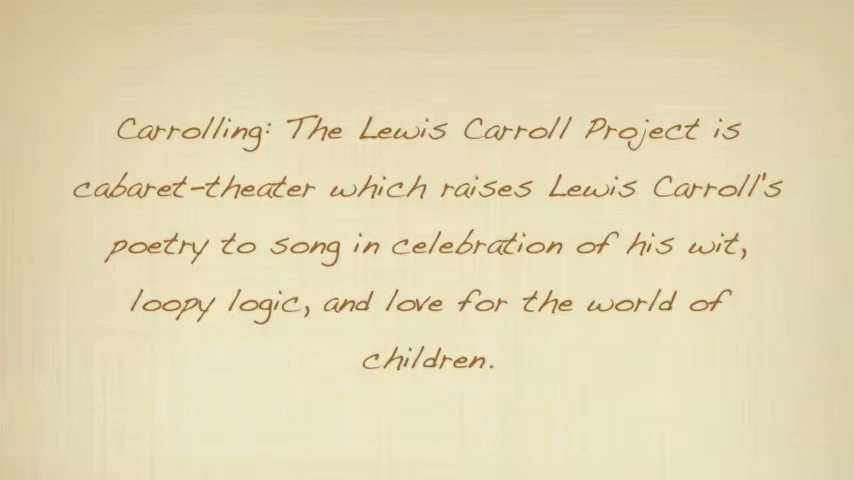 Carrolling: The Lewis Carroll Project is
cabaret-theater which raises Lewis Carroll's
poetry to song in celebration of his wit,
loopy logic, and love for the world of
children.